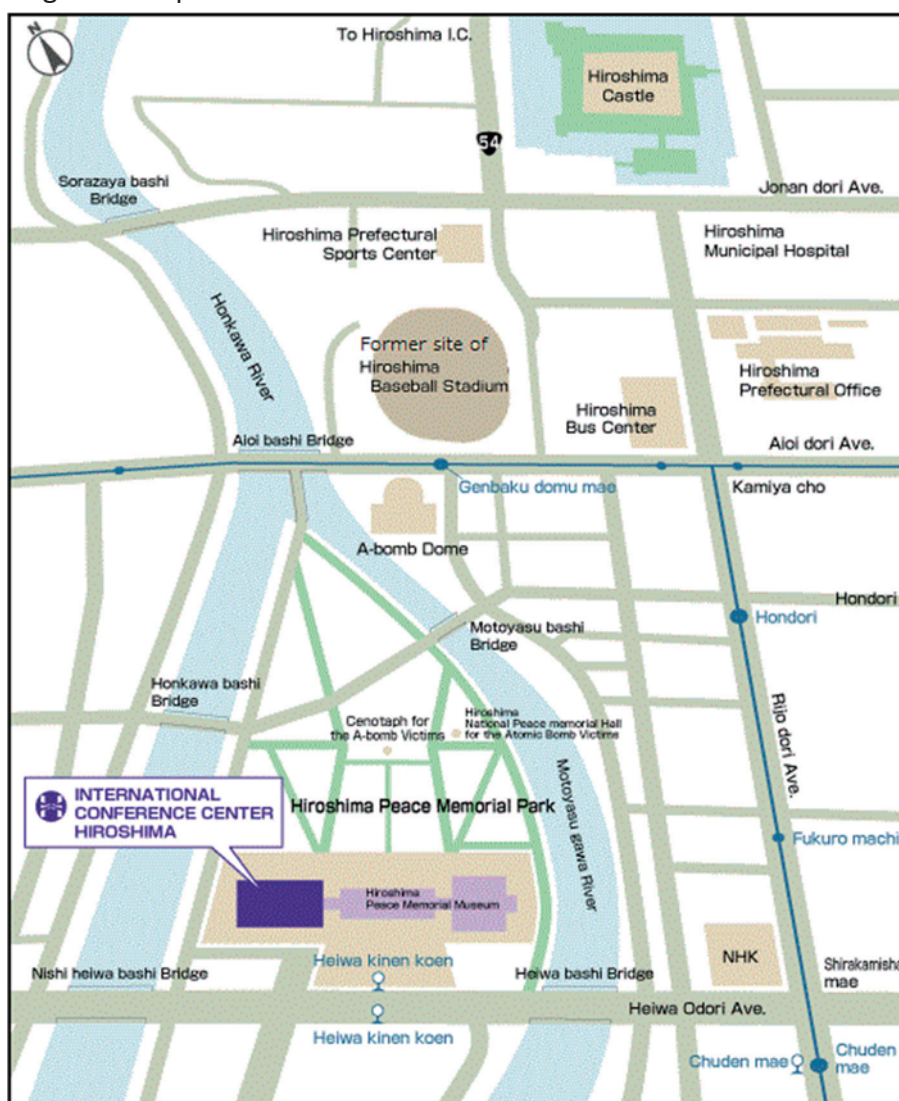 N
To Hiroshima I.C.
Hiroshima
Castle
54
Sorazaya bashi
Bridge
Jonan dori Ave.
Hiroshima Prefectural
Sports Center
Hiroshima
Municipal Hospital
Honkawa River
Former site of
Hiroshima
Baseball Stadium
Hiroshima
Prefectural Office
Hiroshima
Bus Center
Aioi bashi Bridge
Aioi dori Ave.
Genbaku domu mae
Kamiya cho
A-bomb Dome
Hondori
Hondori
Motoyasu bashi
Bridge
Honkawa bashi
Bridge
Rijo dori Ave.
Cenotaph for
the A-bomb Victims
Hiroshima
National Peace memorial Hall
for the Atomic Bomb Victims
Motoyasu gawa River
INTERNATIONAL
CONFERENCE CENTER
HIROSHIMA
Hiroshima Peace Memorial Park
Fukuro machi
Hiroshima
Peace Memorial Museum
NHK
Heiwa kinen koen
Nishi heiwa bashi Bridge
Heiwa bashi Bridge
Shirakamisha
mae
Heiwa Odori Ave.
Heiwa kinen koen
Chuden mae
Chuden
mae